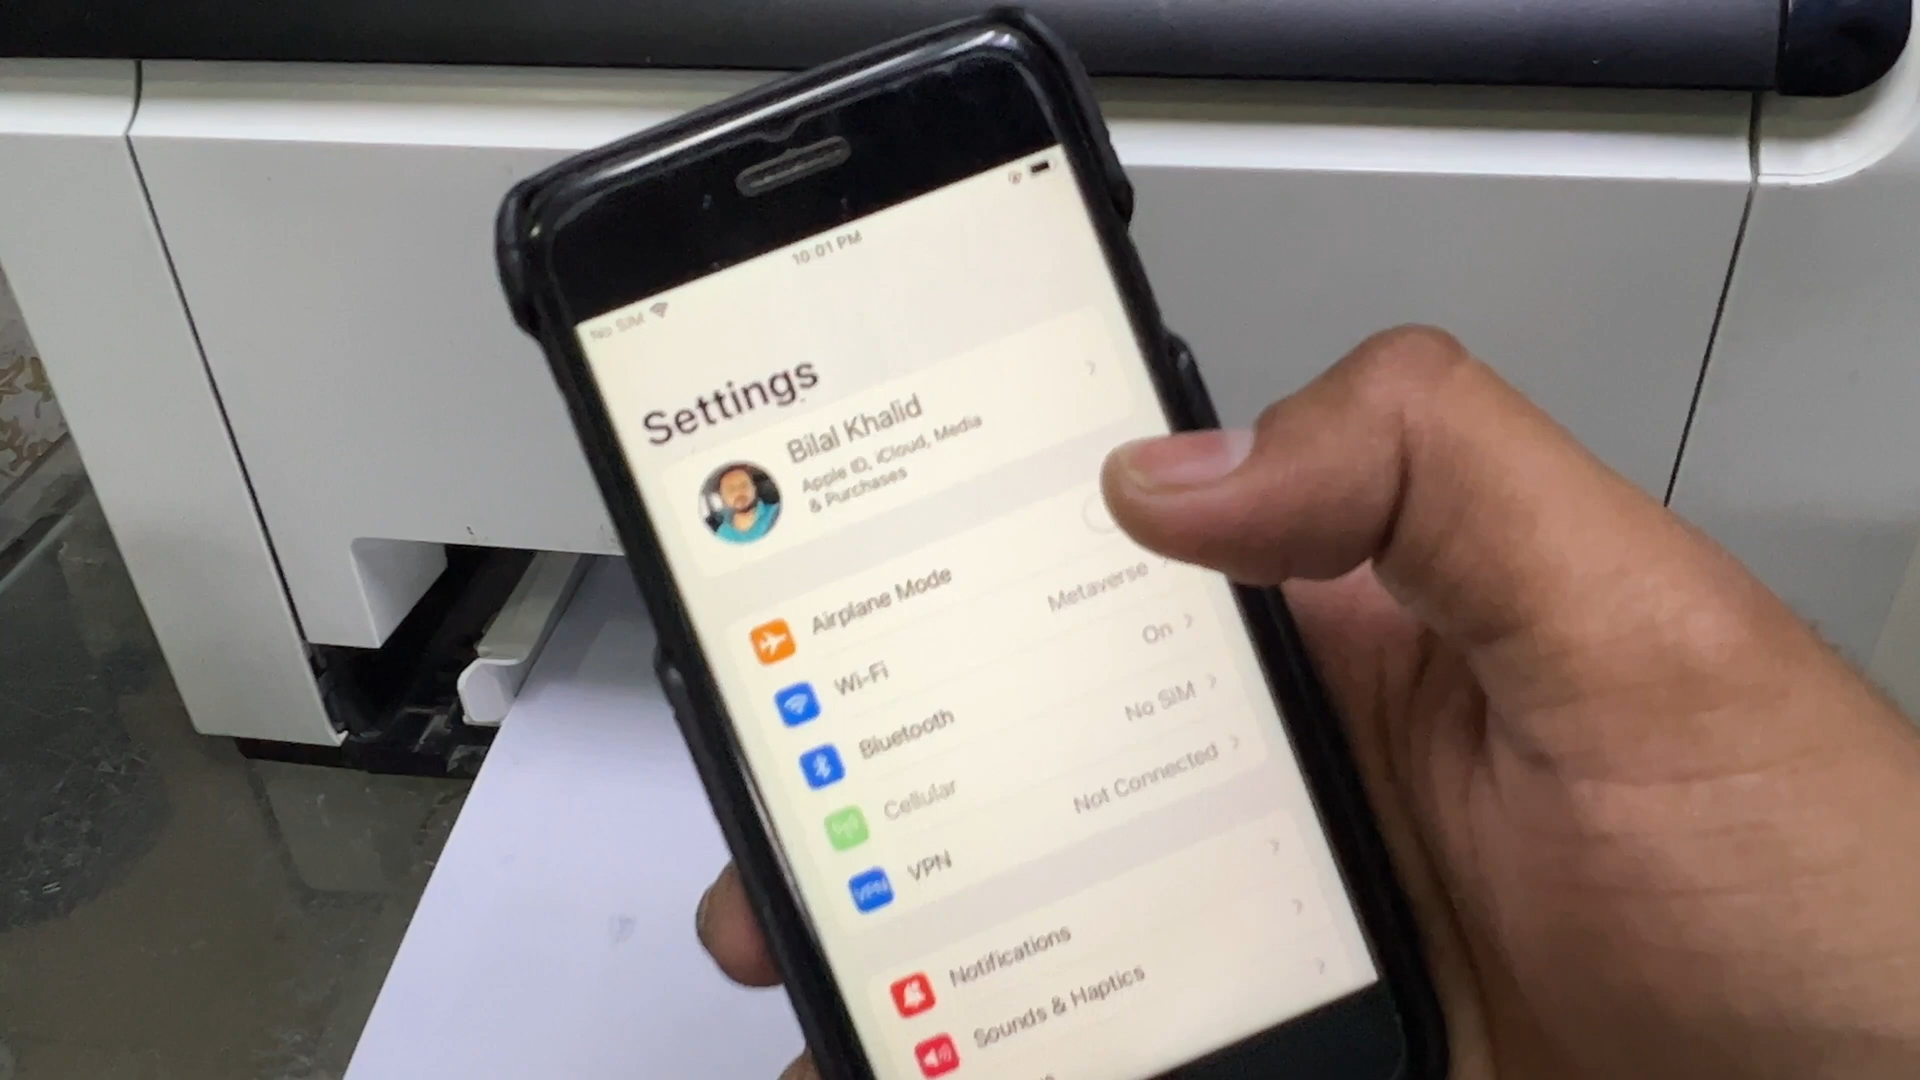 No SIM
10:01 PM
Settings
Bilal Khalid
Apple ID, iCloud, Media
& Purchases
Airplane Mode
Wi-Fi
Metaverse
Bluetooth
On
Cellular
No SIM
VPN
VPN
Not Connected
Notifications
Sounds & Haptics